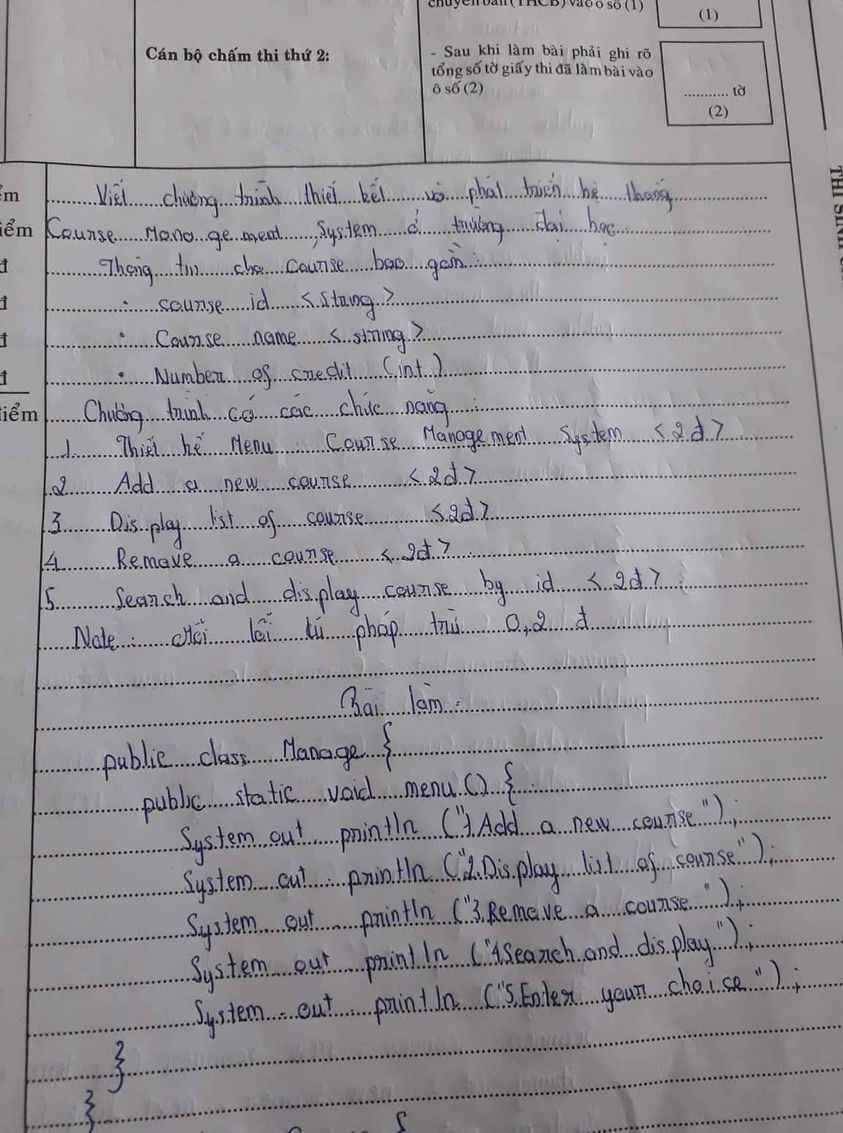 chuyên bản (THCB) vào ô số (1)
(1)
Cán bộ chấm thi thứ 2:
- Sau khi làm bài phải ghi rõ
tổng số tờ giấy thi đã làm bài vào
ô số (2)
........... tờ
(2)
THÍ SINH
Viết chương trình thiết kết và phát triển hệ thống
Course Management System ở trường đại học
Thông tin cho Course bao gồm :
• course id <string>
• Course name <string>
• Number of credit (int)
Chương trình có các chức năng :
1. Thiết kế Menu : Course Management System <2đ>
2 Add a new course <2đ>
3 Display list of course <2đ>
4 Remove a course <2đ>
5 Search and display course by id <2đ>
Note : Mỗi lỗi cú pháp trừ 0,2 đ
Bài làm :
public class Manage {
public static void menu () {
System out println ("1.Add a new course");
System out . println ("2.Display list of course");
System out println ("3.Remove a course");
System out println ("4.Search and display");
System . out println ("5.Enter your choice");
}
}
ểm
iểm
đ
đ
đ
đ
iểm